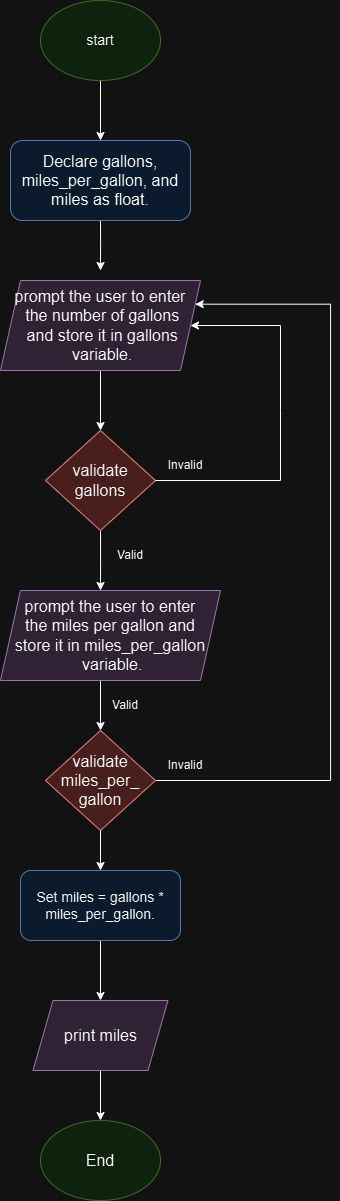 start
Declare gallons,
miles_per_gallon, and
miles as float.
prompt the user to enter
the number of gallons
and store it in gallons
variable.
validate
gallons
Invalid
Valid
prompt the user to enter
the miles per gallon and
store it in miles_per_gallon
variable.
Valid
validate
miles_per_
gallon
Invalid
Set miles = gallons *
miles_per_gallon.
print miles
End